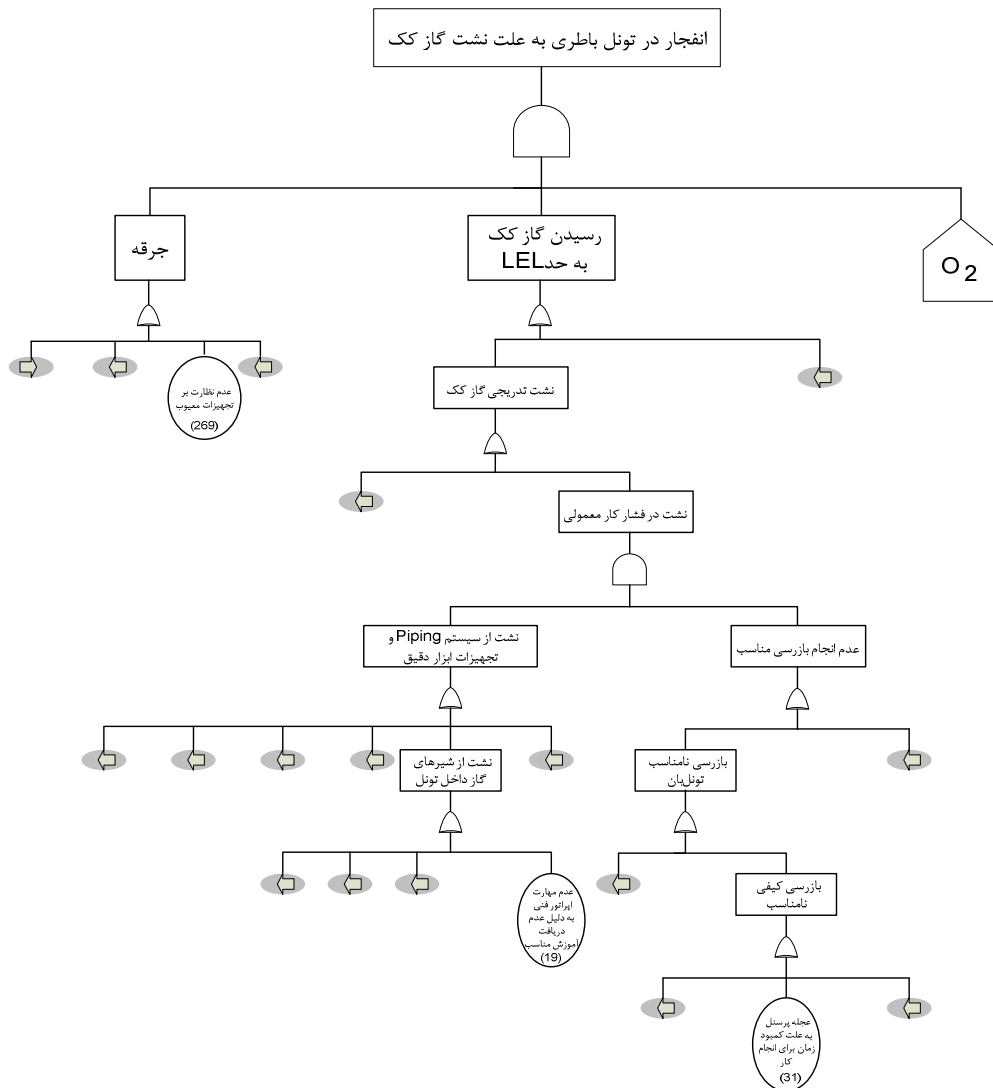 انفجار در تونل باطری به علت نشت گاز کک
جرقه
رسیدن گاز کک
به حدLEL
O2
عدم نظارت بر
تجهیزات معیوب
(269)
نشت تدریجی گاز کک
نشت در فشار کار معمولی
نشت از سیستم Piping و
تجهیزات ابزار دقیق
عدم انجام بازرسی مناسب
نشت از شیرهای
گاز داخل تونل
بازرسی نامناسب
تونل‌بان
عدم مهارت
اپراتور فنی
به دلیل عدم
دریافت
آموزش مناسب
(19)
بازرسی کیفی
نامناسب
عجله پرسنل
به علت کمبود
زمان برای انجام
کار
(31)